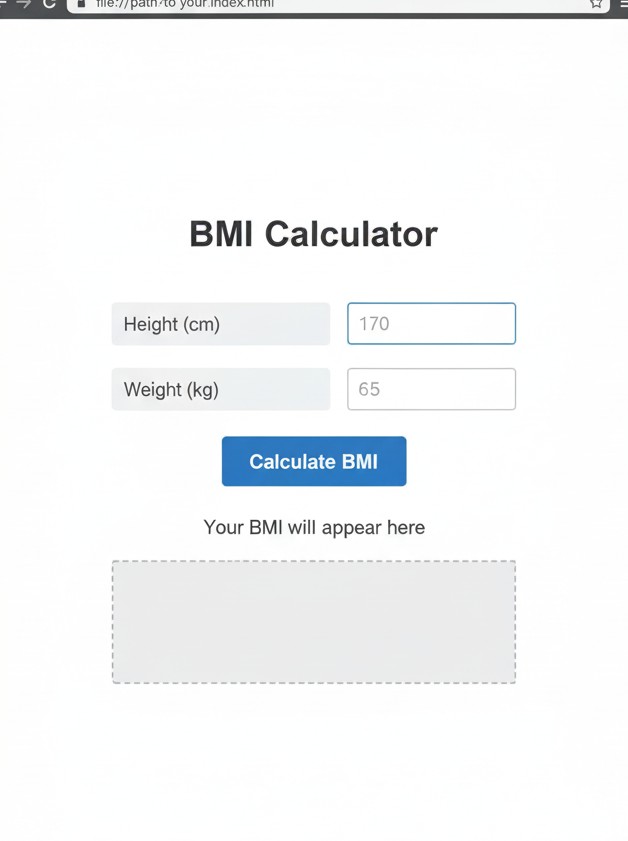 file://path/to your.index.html
BMI Calculator
Height (cm) 170
Weight (kg) 65
Calculate BMI
Your BMI will appear here